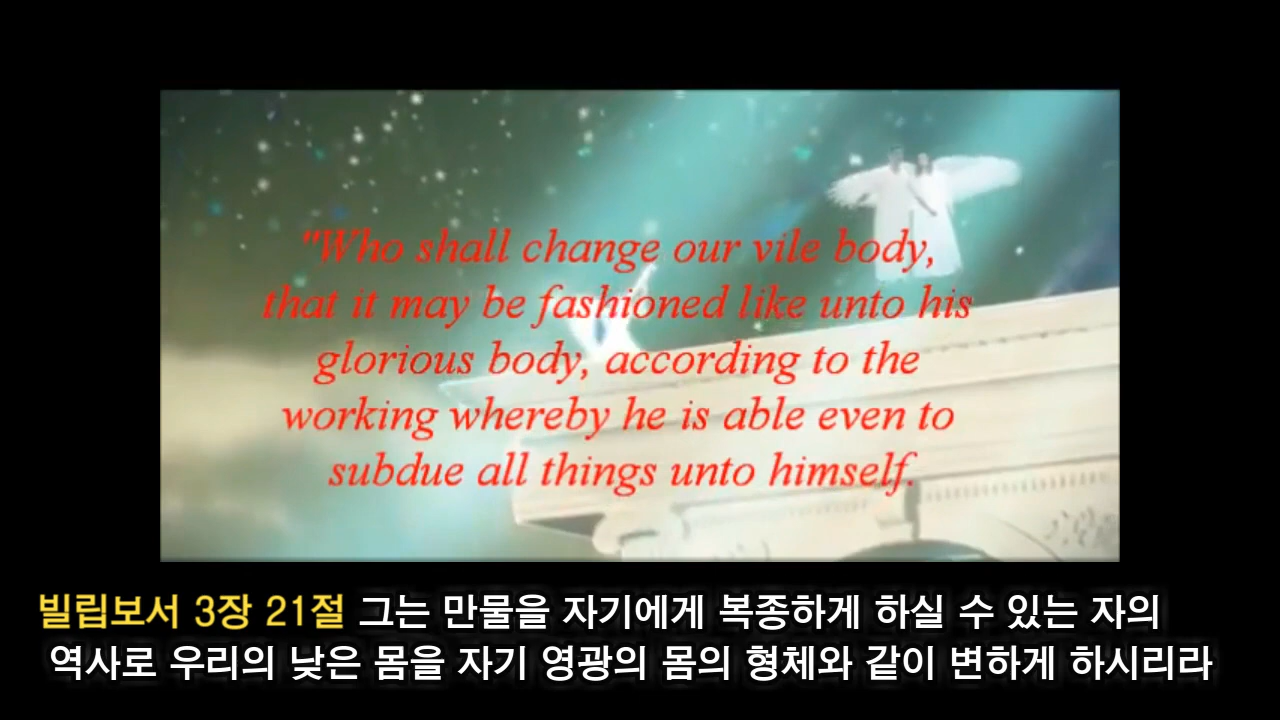 "Who shall change our vile body,
that it may be fashioned like unto his
glorious body, according to the
working whereby he is able even to
subdue all things unto himself.
빌립보서 3장 21절 그는 만물을 자기에게 복종하게 하실 수 있는 자의
역사로 우리의 낮은 몸을 자기 영광의 몸의 형체와 같이 변하게 하시리라